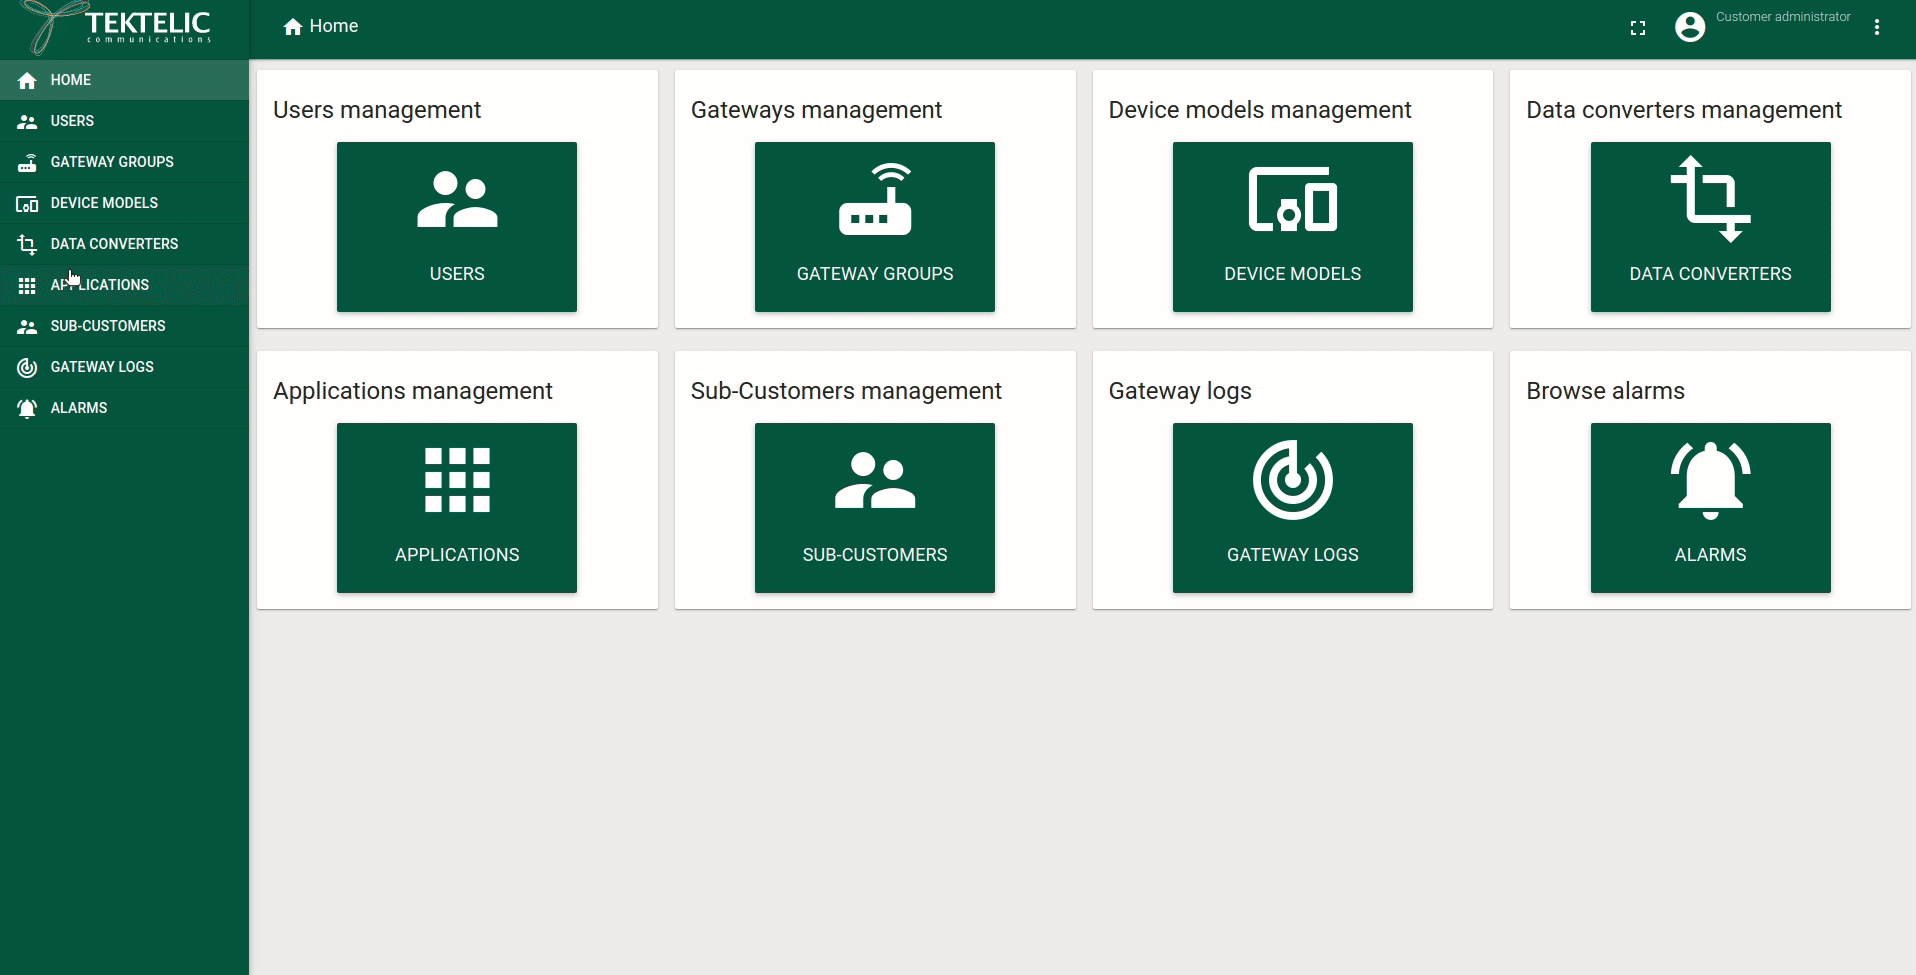 TEKTELIC
communications
Home
Customer administrator
HOME
USERS
GATEWAY GROUPS
DEVICE MODELS
DATA CONVERTERS
APPLICATIONS
SUB-CUSTOMERS
GATEWAY LOGS
ALARMS
Users management
USERS
Gateways management
GATEWAY GROUPS
Device models management
DEVICE MODELS
Data converters management
DATA CONVERTERS
Applications management
APPLICATIONS
Sub-Customers management
SUB-CUSTOMERS
Gateway logs
GATEWAY LOGS
Browse alarms
ALARMS